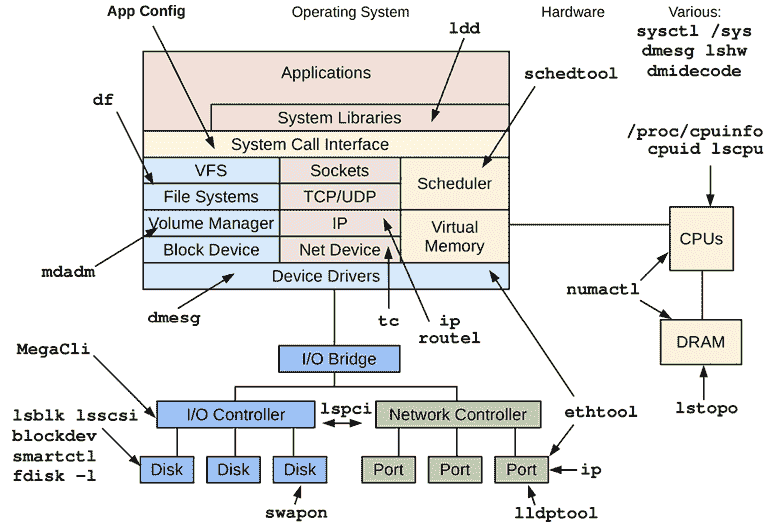 App Config
Operating System
Hardware
Various:
sysctl /sys
dmesg lshw
dmidecode
ldd
schedtool
df
Applications
System Libraries
System Call Interface
VFS
Sockets
Scheduler
File Systems
TCP/UDP
Volume Manager
IP
Virtual
Memory
Block Device
Net Device
Device Drivers
/proc/cpuinfo
cpuid lscpu
CPUs
mdadm
dmesg
tc
ip
routel
numactl
DRAM
MegaCli
I/O Bridge
I/O Controller
lspci
Network Controller
ethtool
lstopo
lsblk lsscsi
blockdev
smartctl
fdisk -l
Disk
Disk
Disk
Port
Port
Port
ip
swapon
lldptool